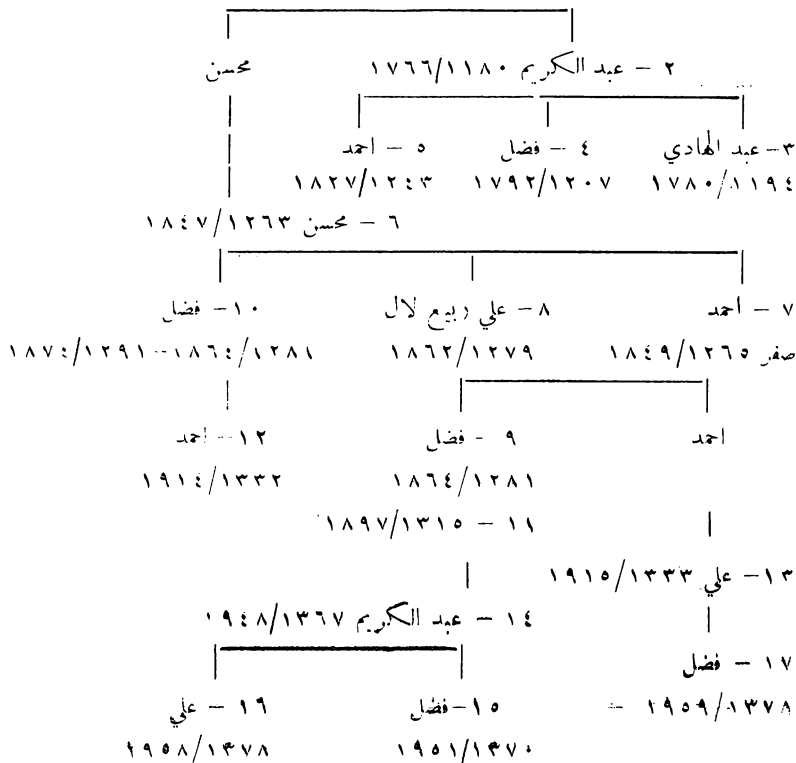 ٢ – عبد الكريم ١٧٦٦/١١٨٠ محسن
٣– عبد الهادي ٤ – فضل ٥ – احمد
١٧٨٠/١١٩٤ ١٧٩٢/١٢٠٧ ١٨٢٧/١٢٤٣
٦ – محسن ١٨٤٧/١٢٦٣
٧ – احمد ٨– علي ربيع لال ١٠– فضل
صفر ١٨٤٩/١٢٦٥ ١٨٦٢/١٢٧٩ ١٨٦٤/١٢٨١–١٨٧٤/١٢٩١
احمد ٩ - فضل ١٢– احمد
١٨٦٤/١٢٨١ ١٩١٤/١٣٣٢
١١ – ١٨٩٧/١٣١٥
١٣– علي ١٩١٥/١٣٣٣
١٤ – عبد الكريم ١٩٤٨/١٣٦٧
١٧ – فضل
١٥–فضل ١٦ – علي
١٩٥٩/١٣٧٨ –
١٩٥١/١٣٧٠ ١٩٥٨/١٣٧٨